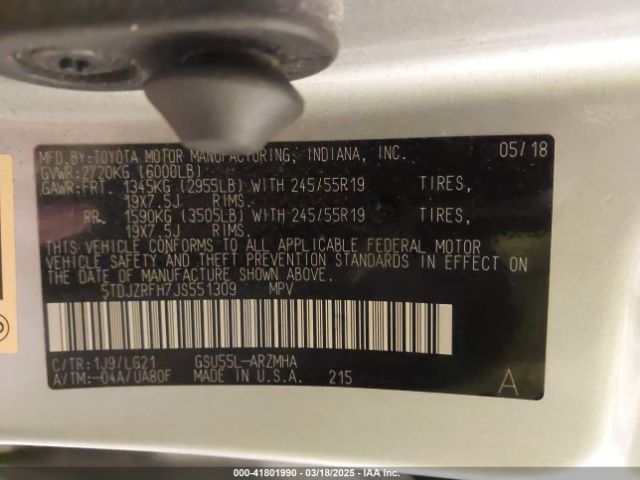 MFD.BY:TOYOTA MOTOR MANUFACTURING, INDIANA, INC. 05/18
GVWR:2720KG (6000LB)
GAWR:FRT. 1345KG (2955LB) WITH 245/55R19 TIRES,
19X7.5J RIMS.
RR. 1590KG (3505LB) WITH 245/55R19 TIRES,
19X7.5J RIMS.
THIS VEHICLE CONFORMS TO ALL APPLICABLE FEDERAL MOTOR
VEHICLE SAFETY AND THEFT PREVENTION STANDARDS IN EFFECT ON
THE DATE OF MANUFACTURE SHOWN ABOVE.
5TDJZRFH7JS551309 MPV
C/TR:1J9/LG21 GSU55L-ARZMHA
A/TM:-04A/UA80F MADE IN U.S.A. 215 A
000-41801990 - 03/18/2025 - IAA Inc.